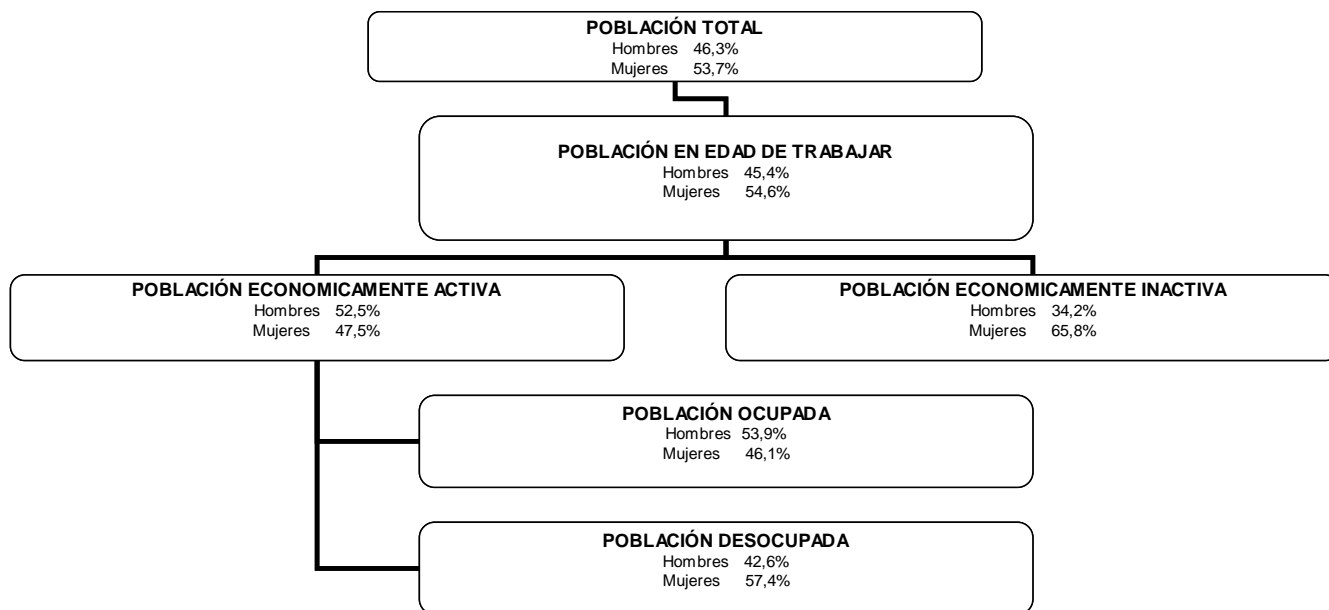 POBLACIÓN TOTAL
Hombres 46,3%
Mujeres 53,7%
POBLACIÓN EN EDAD DE TRABAJAR
Hombres 45,4%
Mujeres 54,6%
POBLACIÓN ECONOMICAMENTE ACTIVA
Hombres 52,5%
Mujeres 47,5%
POBLACIÓN ECONOMICAMENTE INACTIVA
Hombres 34,2%
Mujeres 65,8%
POBLACIÓN OCUPADA
Hombres 53,9%
Mujeres 46,1%
POBLACIÓN DESOCUPADA
Hombres 42,6%
Mujeres 57,4%